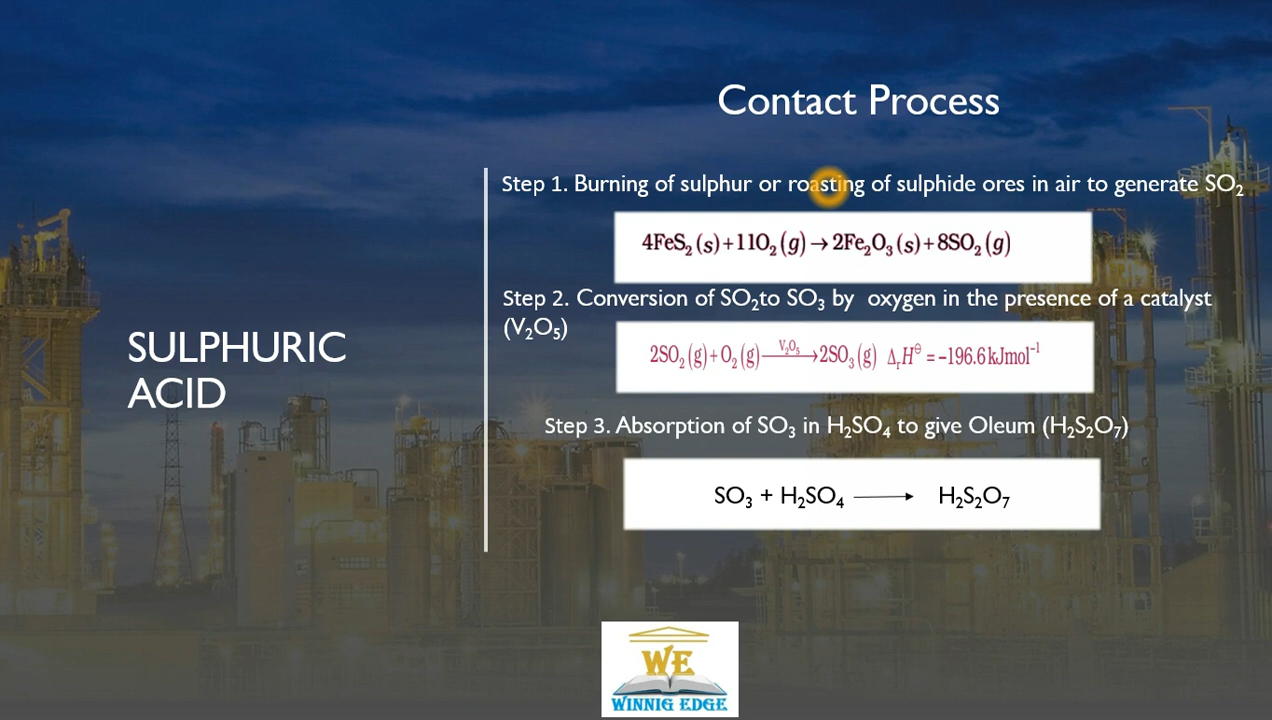 Contact Process
Step 1. Burning of sulphur or roasting of sulphide ores in air to generate SO₂
4FeS₂(s)+11O₂(g)→2Fe₂O₃(s)+8SO₂(g)
Step 2. Conversion of SO₂to SO₃ by oxygen in the presence of a catalyst
(V₂O₅)
2SO₂(g)+O₂(g) —V₂O₅→ 2SO₃(g) ΔᵣH⊖ = −196.6 kJmol⁻¹
SULPHURIC
ACID
Step 3. Absorption of SO₃ in H₂SO₄ to give Oleum (H₂S₂O₇)
SO₃ + H₂SO₄ ⟶ H₂S₂O₇
WE
WINNIG EDGE